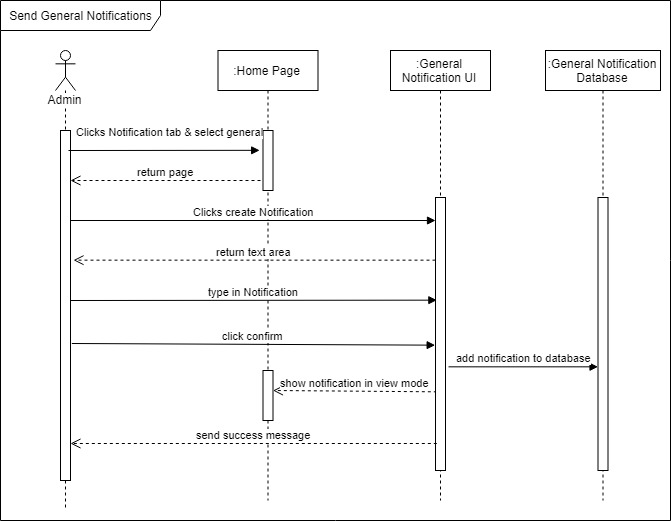 Send General Notifications
:Home Page
:General
Notification UI
:General Notification
Database
Admin
Clicks Notification tab & select general
return page
Clicks create Notification
return text area
type in Notification
click confirm
add notification to database
show notification in view mode
send success message